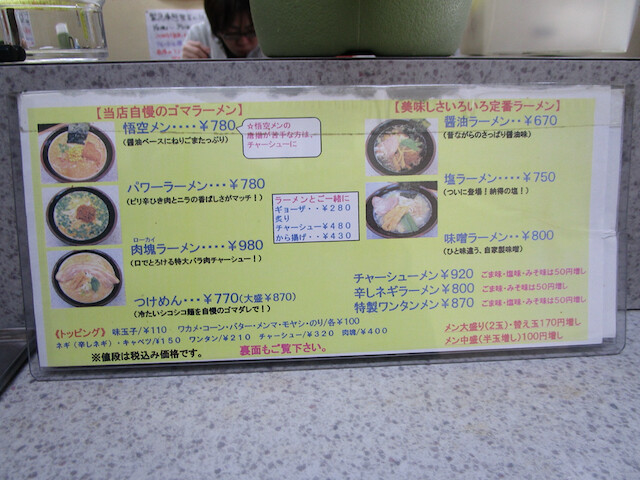 【当店自慢のゴマラーメン】
悟空メン････￥780
(醤油ベースにねりごまたっぷり)
☆悟空メンの
唐揚が苦手な方は、
チャーシューに
パワーラーメン･･･￥780
(ピリ辛ひき肉とニラの香ばしさがマッチ！)
ローカイ
肉塊ラーメン････￥980
(口でとろける特大バラ肉チャーシュー！)
つけめん･･･￥770(大盛￥870)
(冷たいシコシコ麺を自慢のゴマダレで！)
ラーメンとご一緒に
ギョーザ・・￥280
炙り
チャーシュー￥480
から揚げ・・￥430
【美味しさいろいろ定番ラーメン】
醤油ラーメン･･￥670
(昔ながらのさっぱり醤油味)
塩ラーメン････￥750
(ついに登場！納得の塩！)
味噌ラーメン･･￥800
(ひと味違う、自家製味噌)
チャーシューメン￥920 ごま味・塩味・みそ味は50円増し
辛しネギラーメン￥800 ごま味・塩味・みそ味は50円増し
特製ワンタンメン￥870 ごま味・塩味・みそ味は50円増し
《トッピング》 味玉子/￥110 ワカメ・コーン・バター・メンマ・モヤシ・のり/各￥100
ネギ（辛しネギ）・キャベツ/￥150 ワンタン/￥210 チャーシュー/￥320 肉塊/￥400
※値段は税込み価格です。
裏面もご覧下さい。
メン大盛り(2玉)・替え玉170円増し
メン中盛(半玉増し)100円増し